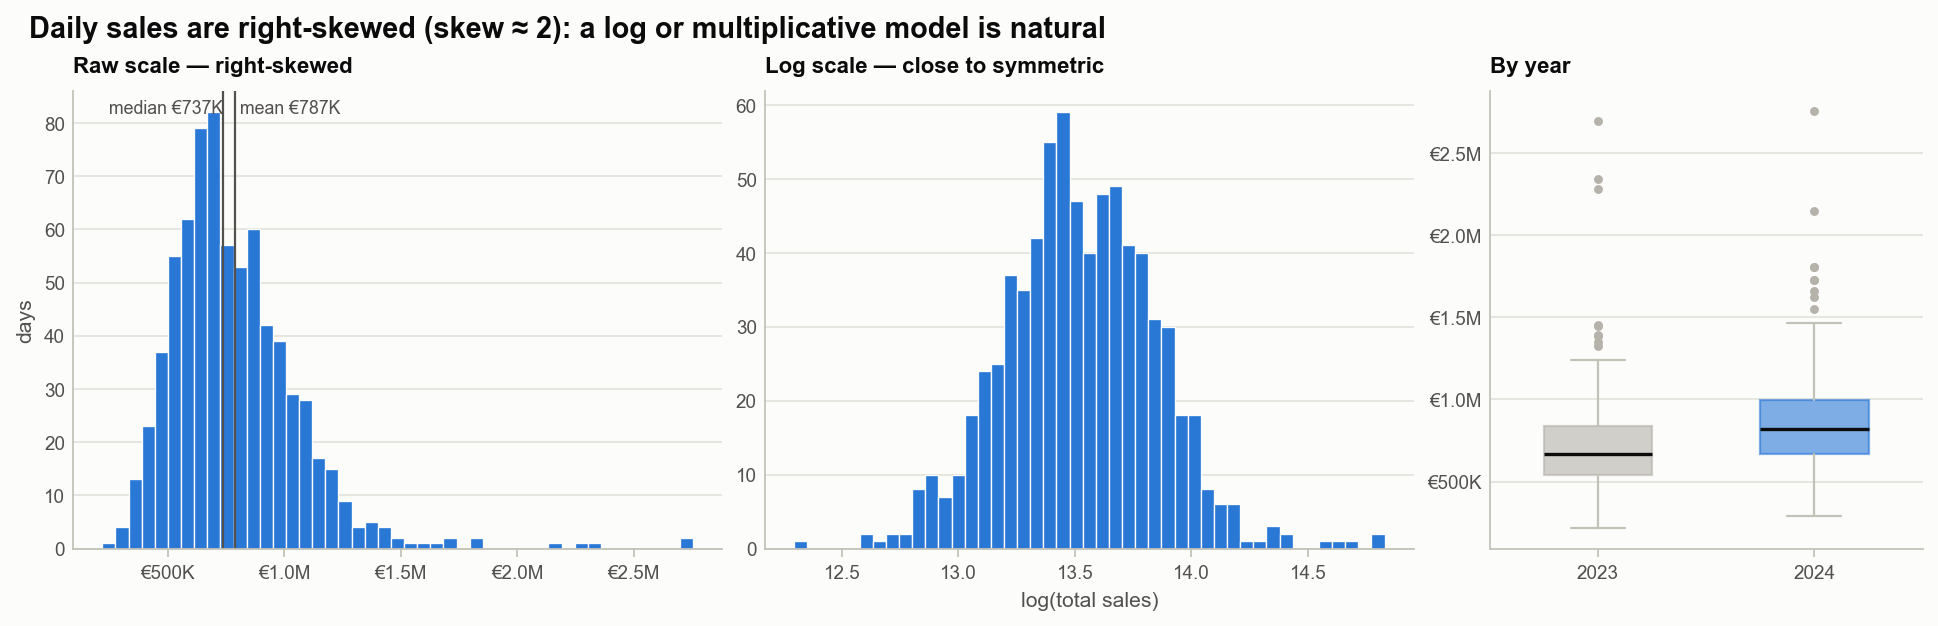 Daily sales are right-skewed (skew ≈ 2): a log or multiplicative model is natural
Raw scale — right-skewed
median €737K
mean €787K
days
80
70
60
50
40
30
20
10
0
€500K
€1.0M
€1.5M
€2.0M
€2.5M
Log scale — close to symmetric
60
50
40
30
20
10
0
12.5
13.0
13.5
14.0
14.5
log(total sales)
By year
€2.5M
€2.0M
€1.5M
€1.0M
€500K
2023
2024